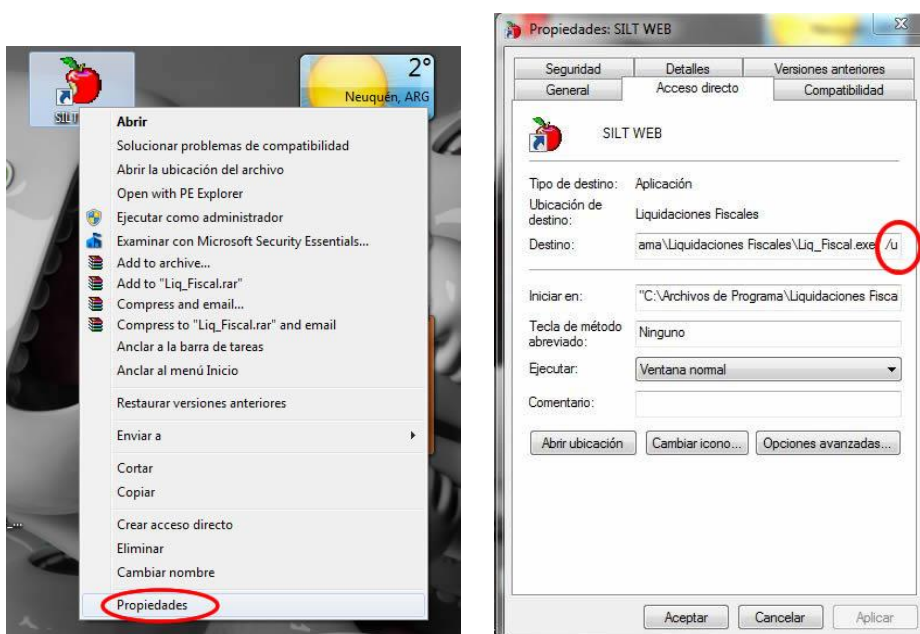 2°
Neuquén, ARG
SILT
Abrir
Solucionar problemas de compatibilidad
Abrir la ubicación del archivo
Open with PE Explorer
Ejecutar como administrador
Examinar con Microsoft Security Essentials...
Add to archive...
Add to "Liq_Fiscal.rar"
Compress and email...
Compress to "Liq_Fiscal.rar" and email
Anclar a la barra de tareas
Anclar al menú Inicio
Restaurar versiones anteriores
Enviar a
Cortar
Copiar
Crear acceso directo
Eliminar
Cambiar nombre
Propiedades
Propiedades: SILT WEB
Seguridad Detalles Versiones anteriores
General Acceso directo Compatibilidad
SILT WEB
Tipo de destino: Aplicación
Ubicación de destino: Liquidaciones Fiscales
Destino: ama\Liquidaciones Fiscales\Liq_Fiscal.exe /u
Iniciar en: "C:\Archivos de Programa\Liquidaciones Fisca
Tecla de método abreviado: Ninguno
Ejecutar: Ventana normal
Comentario:
Abrir ubicación Cambiar icono... Opciones avanzadas...
Aceptar Cancelar Aplicar